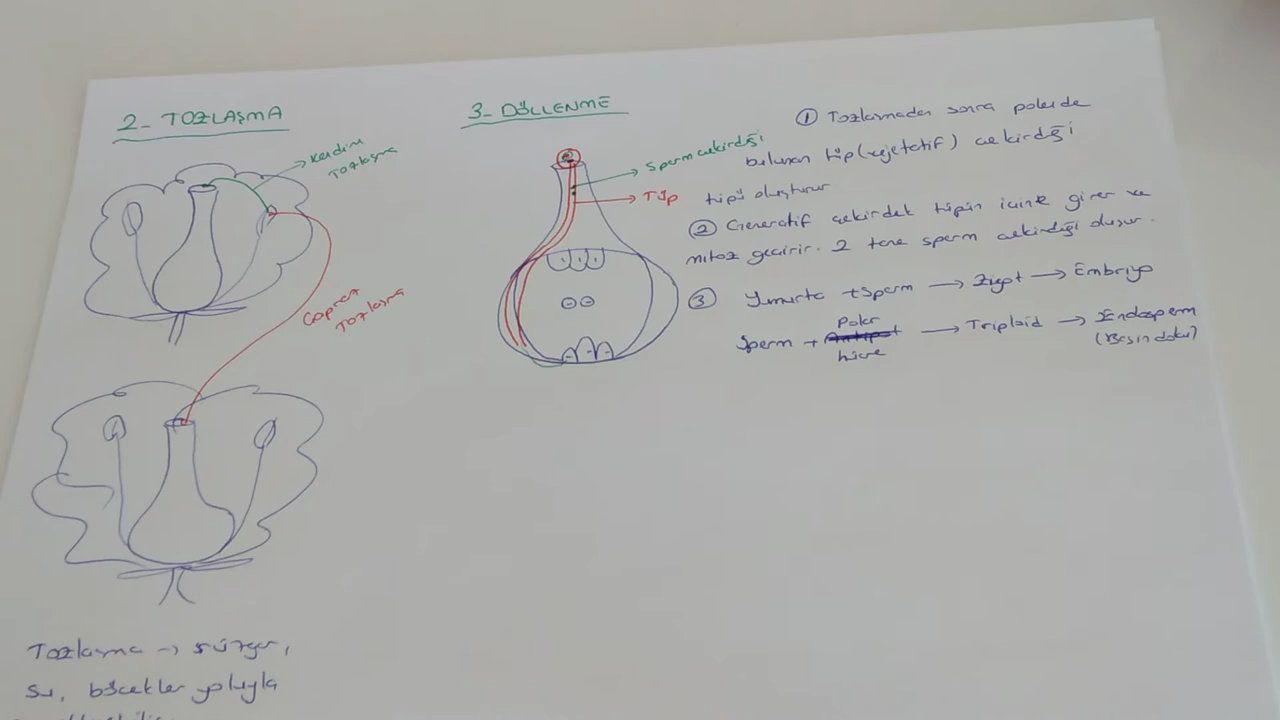 2- TOZLAŞMA
Kendini
Tozlaşma
Çapraz
Tozlaşma
Tozlaşma → rüzgar,
su, böcekler yoluyla
3- DÖLLENME
Sperm çekirdeği
Tüp
① Tozlaşmadan sonra polende
bulunan tüp (vejetatif) çekirdeği
tüpü oluşturur
② Generatif çekirdek tüpün içine girer ve
mitoz geçirir. 2 tane sperm çekirdeği oluşur.
③ Yumurta + Sperm → Zigot → Embriyo
Sperm + Polar hücre → Triploid → Endosperm
(Besin doku)